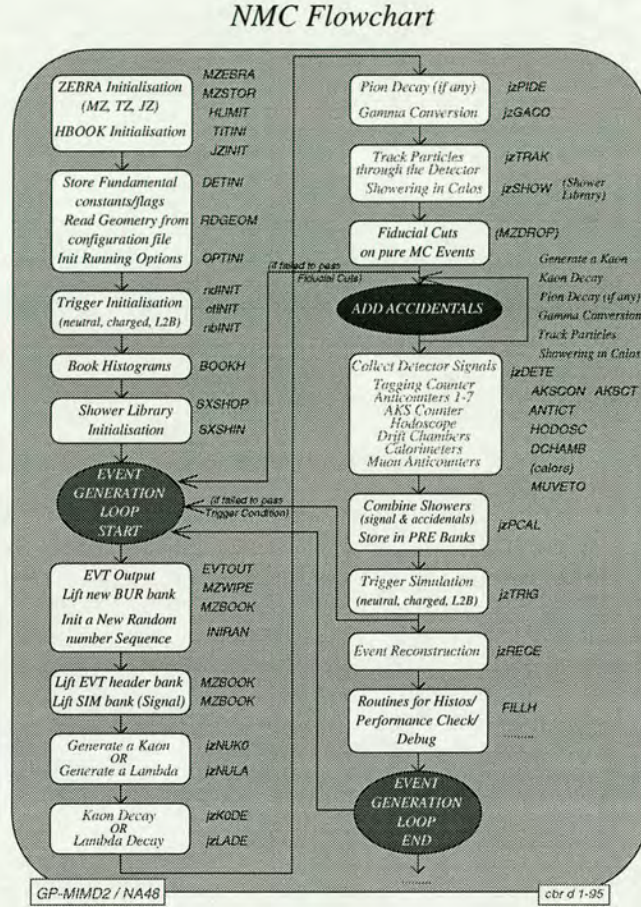 NMC Flowchart
ZEBRA Initialisation
(MZ, TZ, JZ)
HBOOK Initialisation
MZEBRA
MZSTOR
HLIMIT
TITINI
JZINIT
Store Fundamental
constants/flags
Read Geometry from
configuration file
Init Running Options
DETINI
RDGEOM
OPTINI
Trigger Initialisation
(neutral, charged, L2B)
ndINIT
ctINIT
nbINIT
Book Histograms
BOOKH
Shower Library
Initialisation
SXSHOP
SXSHIN
EVENT
GENERATION
LOOP
START
EVT Output
Lift new BUR bank
Init a New Random
number Sequence
EVTOUT
MZWIPE
MZBOOK
INIRAN
Lift EVT header bank
Lift SIM bank (Signal)
MZBOOK
MZBOOK
Generate a Kaon
OR
Generate a Lambda
jzNUK0
jzNULA
Kaon Decay
OR
Lambda Decay
jzK0DE
jzLADE
Pion Decay (if any)
Gamma Conversion
jzPIDE
jzGACO
Track Particles
through the Detector
Showering in Calos
jzTRAK
jzSHOW
(Shower
Library)
Fiducial Cuts
on pure MC Events
(MZDROP)
(if failed to pass
Fiducial Cuts)
ADD ACCIDENTALS
Generate a Kaon
Kaon Decay
Pion Decay (if any)
Gamma Conversion
Track Particles
Showering in Calos
Collect Detector Signals
Tagging Counter
Anticounters 1-7
AKS Counter
Hodoscope
Drift Chambers
Calorimeters
Muon Anticounters
jzDETE
AKSCON AKSCT
ANTICT
HODOSC
DCHAMB
(calors)
MUVETO
(if failed to pass
Trigger Condition)
Combine Showers
(signal & accidentals)
Store in PRE Banks
jzPCAL
Trigger Simulation
(neutral, charged, L2B)
jzTRIG
Event Reconstruction
jzRECE
Routines for Histos/
Performance Check/
Debug
FILLH
........
EVENT
GENERATION
LOOP
END
........
GP-MIMD2 / NA48
cbr d 1-95